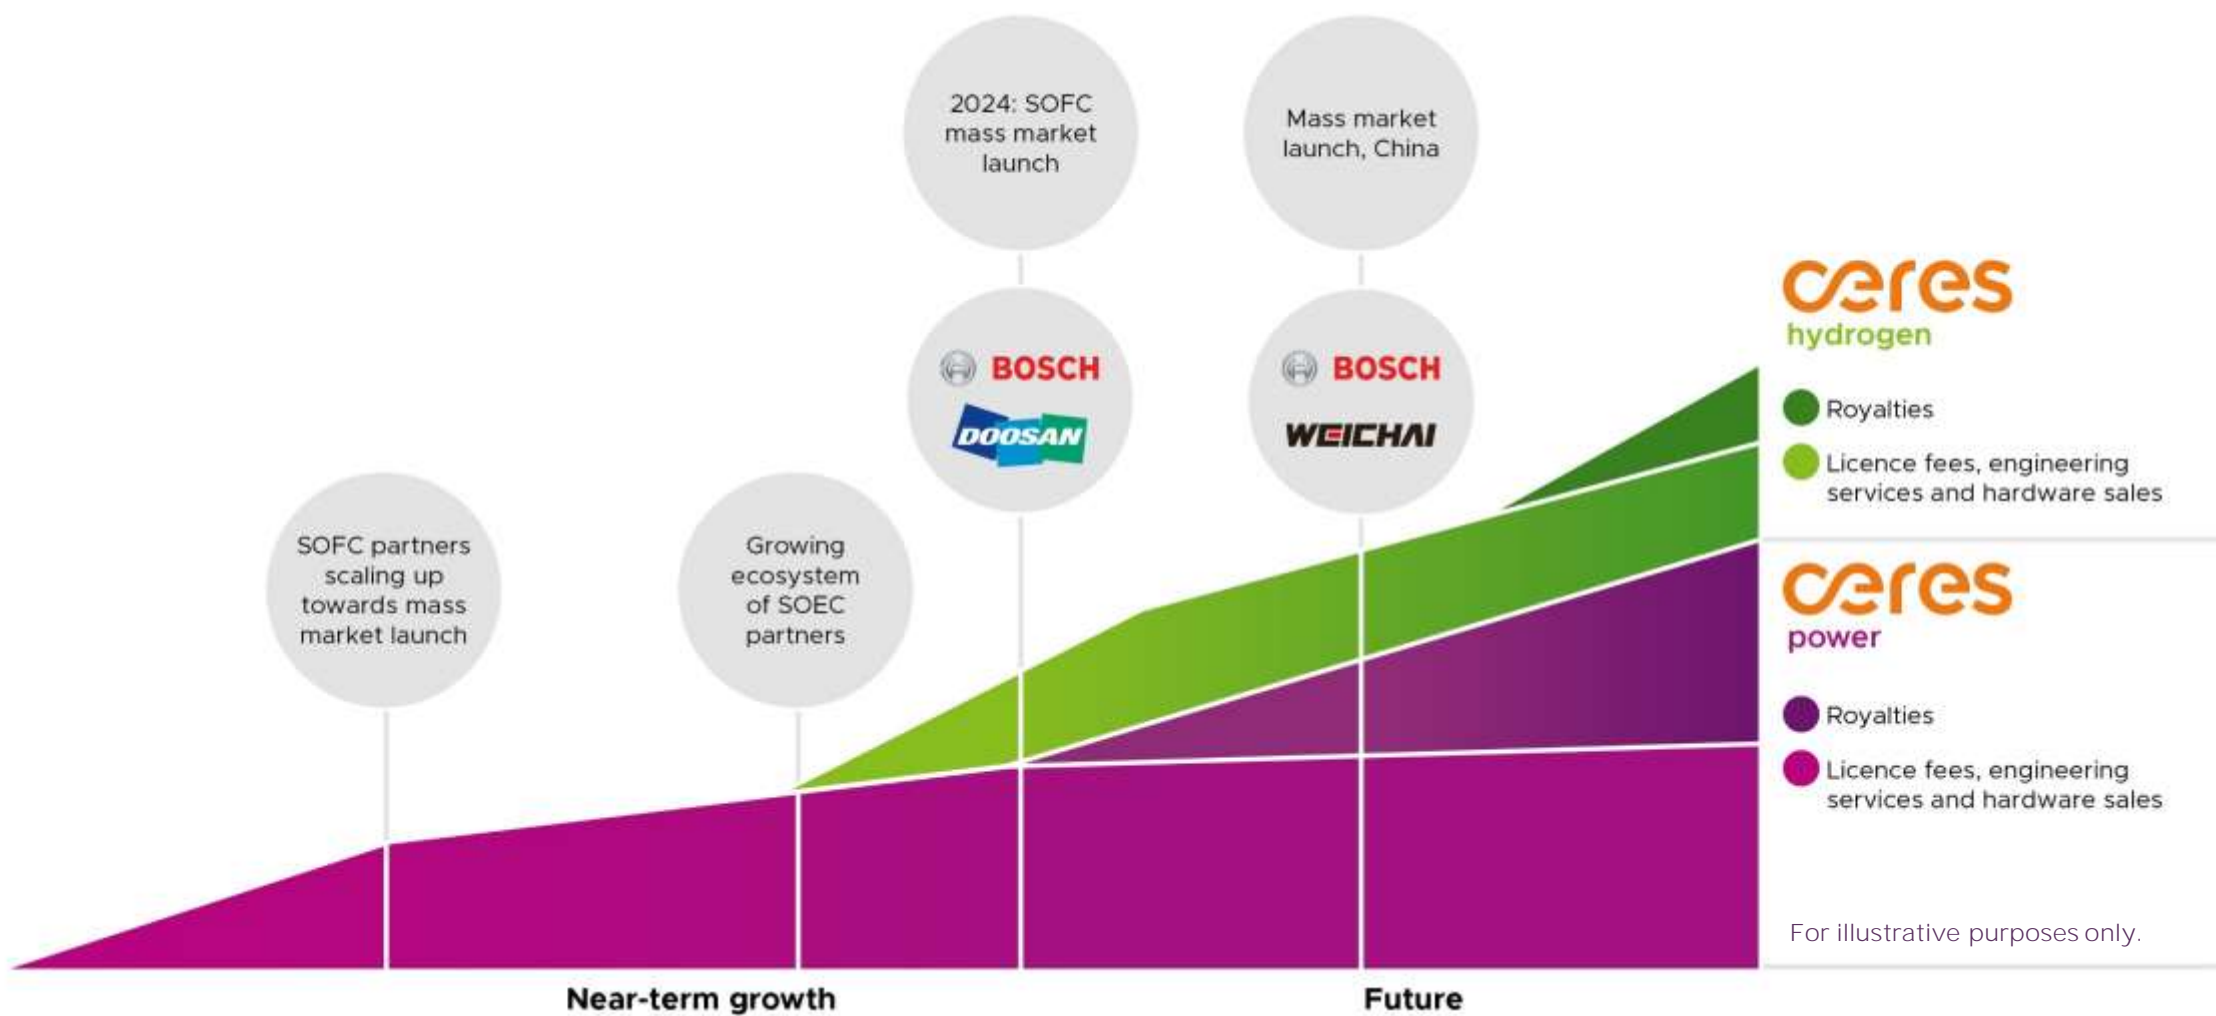 2024: SOFC
mass market
launch
Mass market
launch, China
BOSCH
DOOSAN
BOSCH
WEICHAI
SOFC partners
scaling up
towards mass
market launch
Growing
ecosystem
of SOEC
partners
ceres
hydrogen
Royalties
Licence fees, engineering
services and hardware sales
ceres
power
Royalties
Licence fees, engineering
services and hardware sales
For illustrative purposes only.
Near-term growth
Future